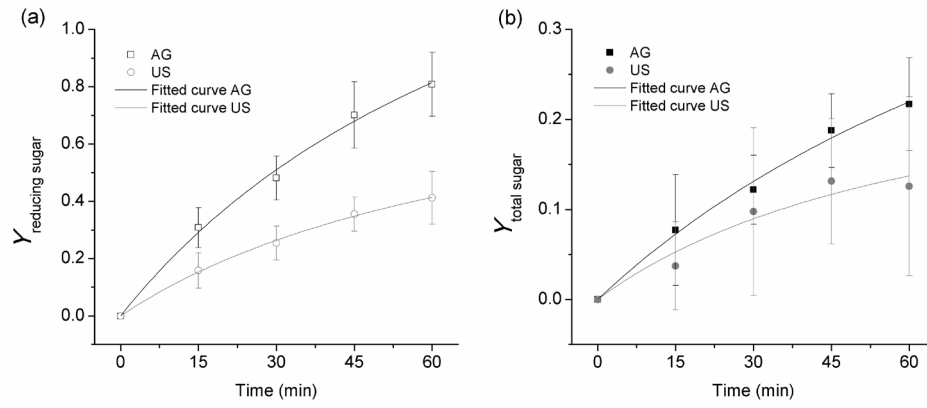 (a)
1.0
0.8
0.6
0.4
0.2
0.0
Y reducing sugar
AG
US
Fitted curve AG
Fitted curve US
0 15 30 45 60
Time (min)
(b)
0.3
0.2
0.1
0.0
Y total sugar
AG
US
Fitted curve AG
Fitted curve US
0 15 30 45 60
Time (min)